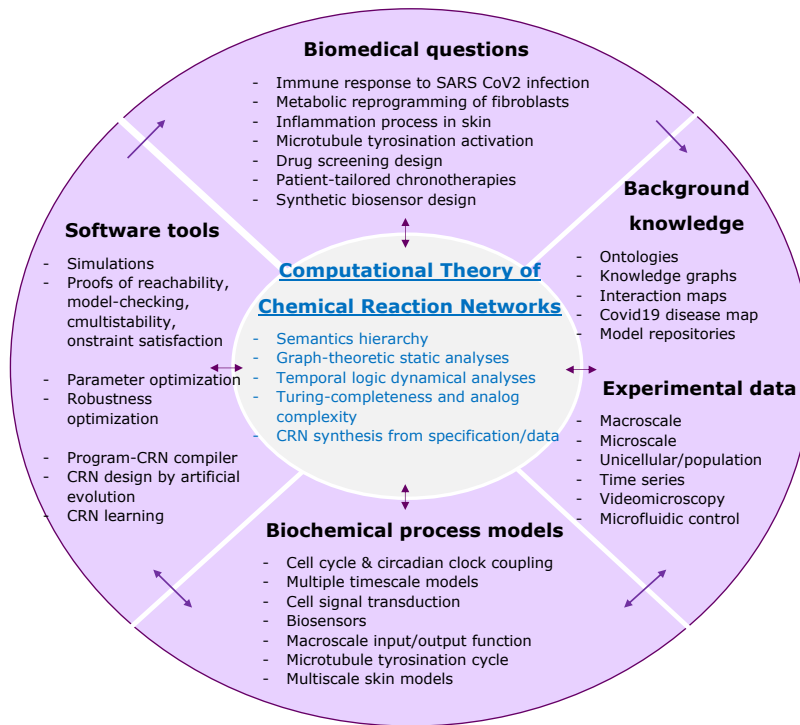 Biomedical questions
- Immune response to SARS CoV2 infection
- Metabolic reprogramming of fibroblasts
- Inflammation process in skin
- Microtubule tyrosination activation
- Drug screening design
- Patient-tailored chronotherapies
- Synthetic biosensor design
Background
knowledge
- Ontologies
- Knowledge graphs
- Interaction maps
- Covid19 disease map
- Model repositories
Experimental data
- Macroscale
- Microscale
- Unicellular/population
- Time series
- Videomicroscopy
- Microfluidic control
Software tools
- Simulations
- Proofs of reachability,
model-checking,
cmultistability,
onstraint satisfaction
- Parameter optimization
- Robustness
optimization
- Program-CRN compiler
- CRN design by artificial
evolution
- CRN learning
Computational Theory of
Chemical Reaction Networks
- Semantics hierarchy
- Graph-theoretic static analyses
- Temporal logic dynamical analyses
- Turing-completeness and analog
complexity
- CRN synthesis from specification/data
Biochemical process models
- Cell cycle & circadian clock coupling
- Multiple timescale models
- Cell signal transduction
- Biosensors
- Macroscale input/output function
- Microtubule tyrosination cycle
- Multiscale skin models